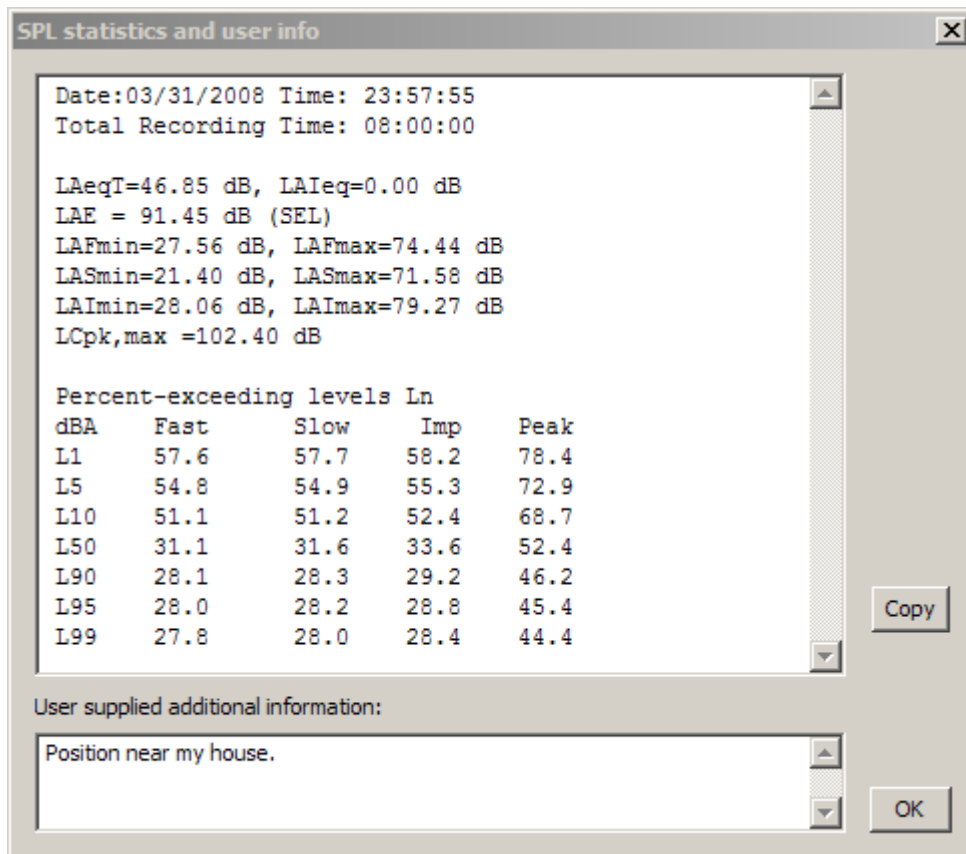 SPL statistics and user info
Date:03/31/2008 Time: 23:57:55
Total Recording Time: 08:00:00
LAeqT=46.85 dB, LAIeq=0.00 dB
LAE = 91.45 dB (SEL)
LAFmin=27.56 dB, LAFmax=74.44 dB
LASmin=21.40 dB, LASmax=71.58 dB
LAImin=28.06 dB, LAImax=79.27 dB
LCpk,max =102.40 dB
Percent-exceeding levels Ln
dBA Fast Slow Imp Peak
L1 57.6 57.7 58.2 78.4
L5 54.8 54.9 55.3 72.9
L10 51.1 51.2 52.4 68.7
L50 31.1 31.6 33.6 52.4
L90 28.1 28.3 29.2 46.2
L95 28.0 28.2 28.8 45.4
L99 27.8 28.0 28.4 44.4
Copy
User supplied additional information:
Position near my house.
OK